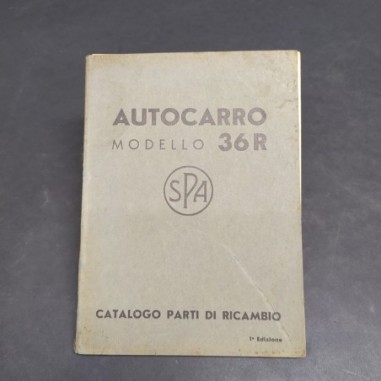 AUTOCARRO
MODELLO 36R
SPA
CATALOGO PARTI DI RICAMBIO
1ª Edizione